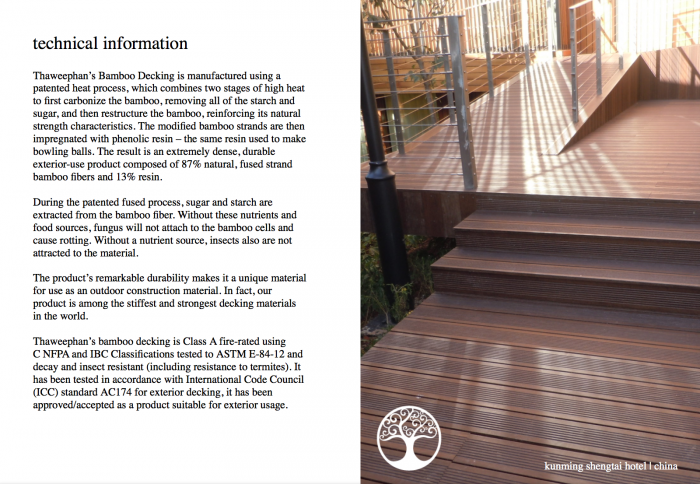 technical information
Thaweephan’s Bamboo Decking is manufactured using a
patented heat process, which combines two stages of high heat
to first carbonize the bamboo, removing all of the starch and
sugar, and then restructure the bamboo, reinforcing its natural
strength characteristics. The modified bamboo strands are then
impregnated with phenolic resin – the same resin used to make
bowling balls. The result is an extremely dense, durable
exterior-use product composed of 87% natural, fused strand
bamboo fibers and 13% resin.
During the patented fused process, sugar and starch are
extracted from the bamboo fiber. Without these nutrients and
food sources, fungus will not attach to the bamboo cells and
cause rotting. Without a nutrient source, insects also are not
attracted to the material.
The product’s remarkable durability makes it a unique material
for use as an outdoor construction material. In fact, our
product is among the stiffest and strongest decking materials
in the world.
Thaweephan’s bamboo decking is Class A fire-rated using
C NFPA and IBC Classifications tested to ASTM E-84-12 and
decay and insect resistant (including resistance to termites). It
has been tested in accordance with International Code Council
(ICC) standard AC174 for exterior decking, it has been
approved/accepted as a product suitable for exterior usage.
kunming shengtai hotel | china